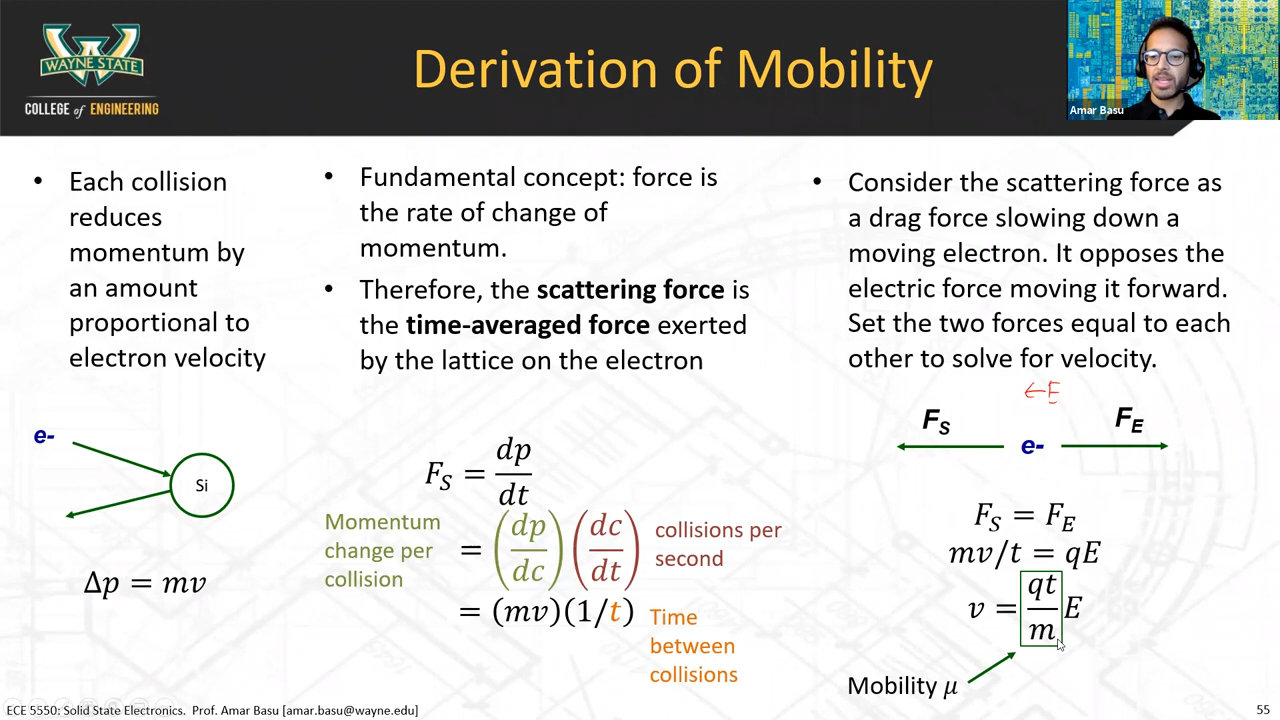 WAYNE STATE
COLLEGE of ENGINEERING
Derivation of Mobility
Amar Basu
• Each collision
reduces
momentum by
an amount
proportional to
electron velocity
e-
Si
Δp = mv
• Fundamental concept: force is
the rate of change of
momentum.
• Therefore, the scattering force is
the time-averaged force exerted
by the lattice on the electron
F_S = dp/dt
Momentum
change per
collision
= (dp/dc)(dc/dt)
collisions per
second
= (mv)(1/t)
Time
between
collisions
• Consider the scattering force as
a drag force slowing down a
moving electron. It opposes the
electric force moving it forward.
Set the two forces equal to each
other to solve for velocity.
←E
F_S
e-
F_E
F_S = F_E
mv/t = qE
v = qt/m E
Mobility μ
ECE 5550: Solid State Electronics. Prof. Amar Basu [amar.basu@wayne.edu]
55